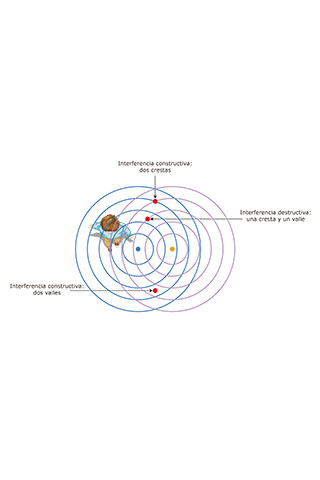 Interferencia constructiva:
dos crestas
Interferencia destructiva:
una cresta y un valle
Interferencia constructiva:
dos valles